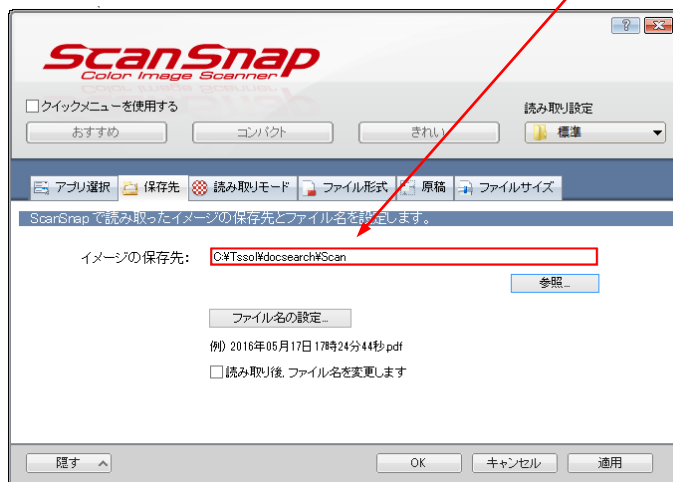 ScanSnap
Color Image Scanner
クイックメニューを使用する
読み取り設定
おすすめ コンパクト きれい 標準
アプリ選択 保存先 読み取りモード ファイル形式 原稿 ファイルサイズ
ScanSnap で読み取ったイメージの保存先とファイル名を設定します。
イメージの保存先: C:¥Tssol¥docsearch¥Scan
参照...
ファイル名の設定...
例) 2016年05月17日17時24分44秒.pdf
読み取り後、ファイル名を変更します
隠す OK キャンセル 適用